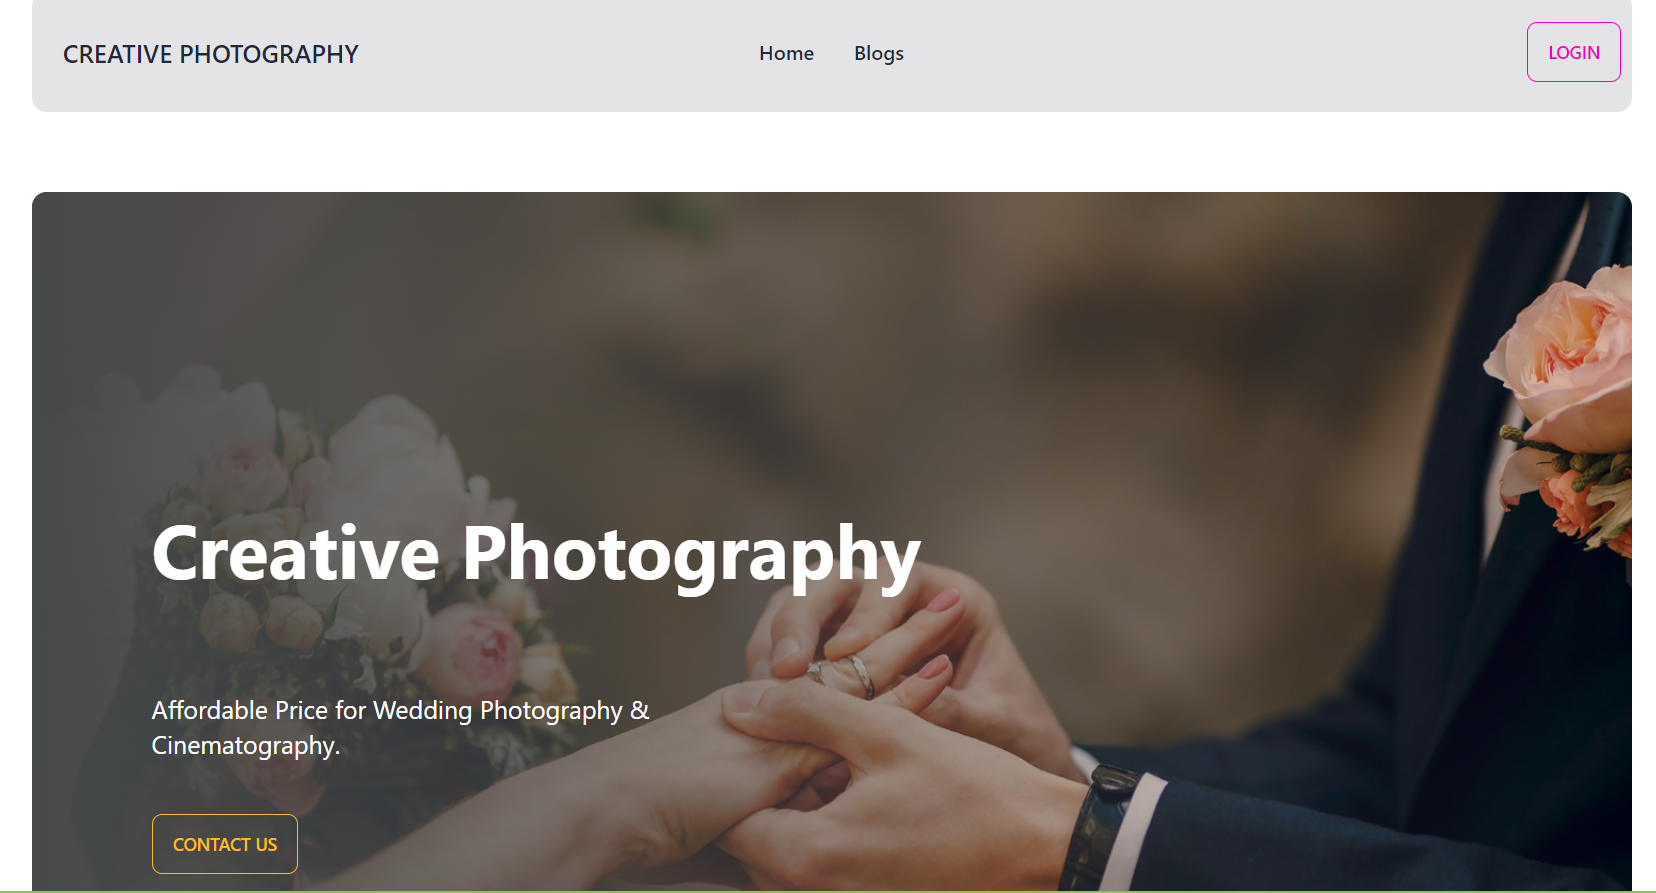 CREATIVE PHOTOGRAPHY
Home
Blogs
LOGIN
Creative Photography
Affordable Price for Wedding Photography &
Cinematography.
CONTACT US